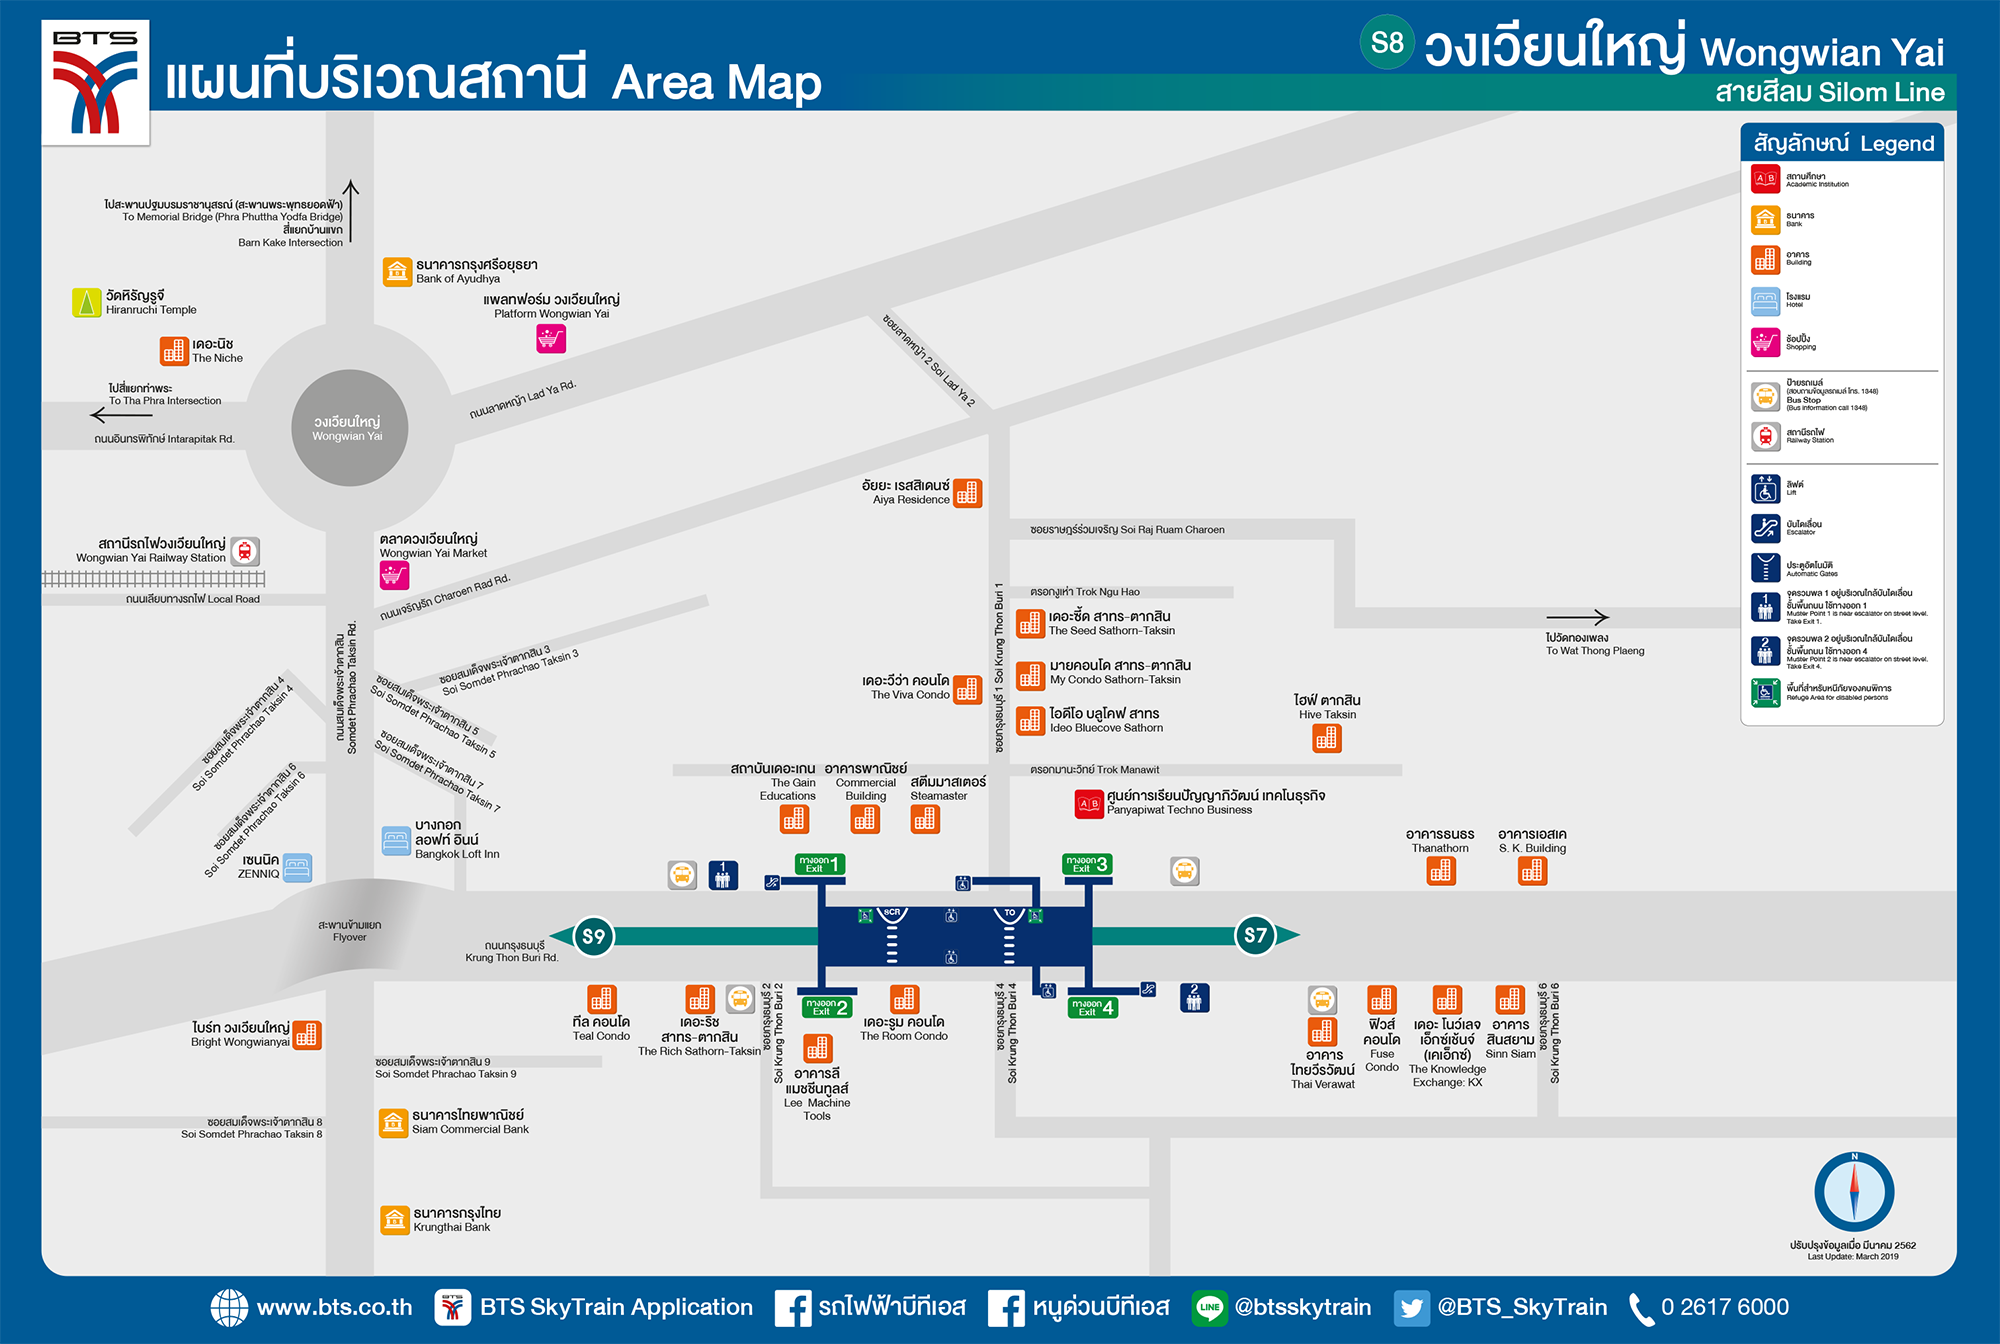 BTS
แผนที่บริเวณสถานี Area Map
S8 วงเวียนใหญ่ Wongwian Yai
สายสีลม Silom Line
สัญลักษณ์ Legend
สถานศึกษา
Academic Institution
ธนาคาร
Bank
อาคาร
Building
โรงแรม
Hotel
ช้อปปิ้ง
Shopping
ป้ายรถเมล์
(สอบถามข้อมูลรถเมล์ โทร. 1348)
Bus Stop
(Bus information call 1348)
สถานีรถไฟ
Railway Station
ลิฟต์
Lift
บันไดเลื่อน
Escalator
ประตูอัตโนมัติ
Automatic Gates
1
จุดรวมพล 1 อยู่บริเวณใกล้บันไดเลื่อน
ชั้นพื้นถนน ใช้ทางออก 1
Muster Point 1 is near escalator on street level.
Take Exit 1.
2
จุดรวมพล 2 อยู่บริเวณใกล้บันไดเลื่อน
ชั้นพื้นถนน ใช้ทางออก 4
Muster Point 2 is near escalator on street level.
Take Exit 4.
พื้นที่สำหรับหนีภัยของคนพิการ
Refuge Area for disabled persons
ไปสะพานปฐมบรมราชานุสรณ์ (สะพานพระพุทธยอดฟ้า)
To Memorial Bridge (Phra Phuttha Yodfa Bridge)
สี่แยกบ้านแขก
Barn Kake Intersection
ธนาคารกรุงศรีอยุธยา
Bank of Ayudhya
วัดหิรัญรูจี
Hiranruchi Temple
แพลทฟอร์ม วงเวียนใหญ่
Platform Wongwian Yai
เดอะนิช
The Niche
ไปสี่แยกท่าพระ
To Tha Phra Intersection
ถนนอินทรพิทักษ์ Intarapitak Rd.
วงเวียนใหญ่
Wongwian Yai
ถนนลาดหญ้า Lad Ya Rd.
ซอยลาดหญ้า 2 Soi Lad Ya 2
อัยยะ เรสสิเดนซ์
Aiya Residence
ซอยราษฎร์ร่วมเจริญ Soi Raj Ruam Charoen
สถานีรถไฟวงเวียนใหญ่
Wongwian Yai Railway Station
ถนนเลียบทางรถไฟ Local Road
ตลาดวงเวียนใหญ่
Wongwian Yai Market
ถนนเจริญรัถ Charoen Rad Rd.
ตรอกงูเห่า Trok Ngu Hao
ซอยกรุงธนบุรี 1 Soi Krung Thon Buri 1
เดอะซี้ด สาทร-ตากสิน
The Seed Sathorn-Taksin
มายคอนโด สาทร-ตากสิน
My Condo Sathorn-Taksin
ไอดีโอ บลูโคฟ สาทร
Ideo Bluecove Sathorn
เดอะวีว่า คอนโด
The Viva Condo
ไปวัดทองเพลง
To Wat Thong Plaeng
ไฮฟ์ ตากสิน
Hive Taksin
ถนนสมเด็จพระเจ้าตากสิน
Somdet Phrachao Taksin Rd.
ซอยสมเด็จพระเจ้าตากสิน 3
Soi Somdet Phrachao Taksin 3
ซอยสมเด็จพระเจ้าตากสิน 5
Soi Somdet Phrachao Taksin 5
ซอยสมเด็จพระเจ้าตากสิน 7
Soi Somdet Phrachao Taksin 7
ซอยสมเด็จพระเจ้าตากสิน 4
Soi Somdet Phrachao Taksin 4
ซอยสมเด็จพระเจ้าตากสิน 6
Soi Somdet Phrachao Taksin 6
ตรอกมานะวิทย์ Trok Manawit
สถาบันเดอะเกน
The Gain
Educations
อาคารพาณิชย์
Commercial
Building
สตีมมาสเตอร์
Steamaster
ศูนย์การเรียนปัญญาภิวัฒน์ เทคโนธุรกิจ
Panyapiwat Techno Business
บางกอก
ลอฟท์ อินน์
Bangkok Loft Inn
เซนนิค
ZENNIQ
อาคารธนธร
Thanathorn
อาคารเอสเค
S. K. Building
1
ทางออก
Exit 1
ทางออก
Exit 3
สะพานข้ามแยก
Flyover
ถนนกรุงธนบุรี
Krung Thon Buri Rd.
S9
SCR
TO
S7
ทางออก
Exit 2
ทางออก
Exit 4
2
ไบร์ท วงเวียนใหญ่
Bright Wongwianyai
ทีล คอนโด
Teal Condo
เดอะริช
สาทร-ตากสิน
The Rich Sathorn-Taksin
ซอยกรุงธนบุรี 2
Soi Krung Thon Buri 2
อาคารลี
แมชชีนทูลส์
Lee Machine
Tools
เดอะรูม คอนโด
The Room Condo
ซอยกรุงธนบุรี 4
Soi Krung Thon Buri 4
อาคาร
ไทยวีรวัฒน์
Thai Verawat
ฟิวส์
คอนโด
Fuse
Condo
เดอะ โนว์เลจ
เอ็กซ์เช้นจ์
(เคเอ็กซ์)
The Knowledge
Exchange: KX
อาคาร
สินสยาม
Sinn Siam
ซอยกรุงธนบุรี 6
Soi Krung Thon Buri 6
ซอยสมเด็จพระเจ้าตากสิน 9
Soi Somdet Phrachao Taksin 9
ซอยสมเด็จพระเจ้าตากสิน 8
Soi Somdet Phrachao Taksin 8
ธนาคารไทยพาณิชย์
Siam Commercial Bank
ธนาคารกรุงไทย
Krungthai Bank
N
ปรับปรุงข้อมูลเมื่อ มีนาคม 2562
Last Update: March 2019
www.bts.co.th
BTS
BTS SkyTrain Application
รถไฟฟ้าบีทีเอส
หนูด่วนบีทีเอส
LINE
@btsskytrain
@BTS_SkyTrain
0 2617 6000